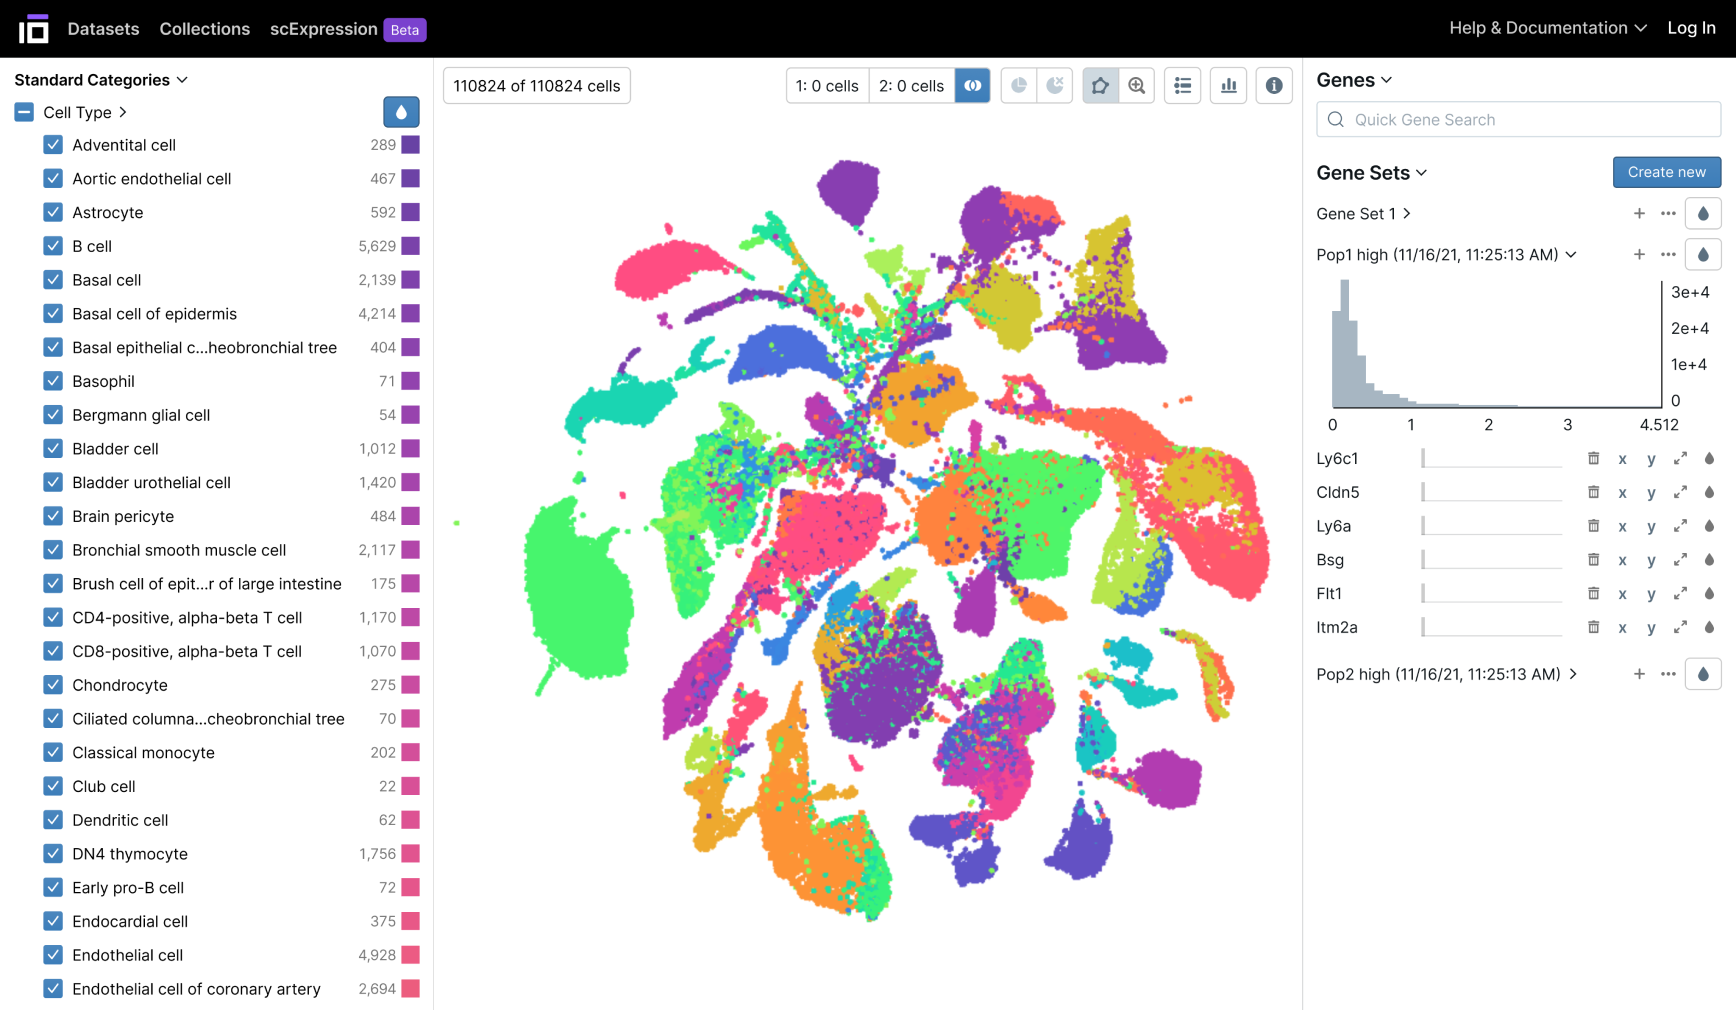 Datasets Collections scExpression Beta Help & Documentation Log In
Standard Categories
Cell Type
Adventital cell 289
Aortic endothelial cell 467
Astrocyte 592
B cell 5,629
Basal cell 2,139
Basal cell of epidermis 4,214
Basal epithelial c...heobronchial tree 404
Basophil 71
Bergmann glial cell 54
Bladder cell 1,012
Bladder urothelial cell 1,420
Brain pericyte 484
Bronchial smooth muscle cell 2,117
Brush cell of epit...r of large intestine 175
CD4-positive, alpha-beta T cell 1,170
CD8-positive, alpha-beta T cell 1,070
Chondrocyte 275
Ciliated columna...cheobronchial tree 70
Classical monocyte 202
Club cell 22
Dendritic cell 62
DN4 thymocyte 1,756
Early pro-B cell 72
Endocardial cell 375
Endothelial cell 4,928
Endothelial cell of coronary artery 2,694
110824 of 110824 cells
1: 0 cells 2: 0 cells
Genes
Quick Gene Search
Gene Sets Create new
Gene Set 1
Pop1 high (11/16/21, 11:25:13 AM)
3e+4
2e+4
1e+4
0
0 1 2 3 4.512
Ly6c1 x y
Cldn5 x y
Ly6a x y
Bsg x y
Flt1 x y
Itm2a x y
Pop2 high (11/16/21, 11:25:13 AM)